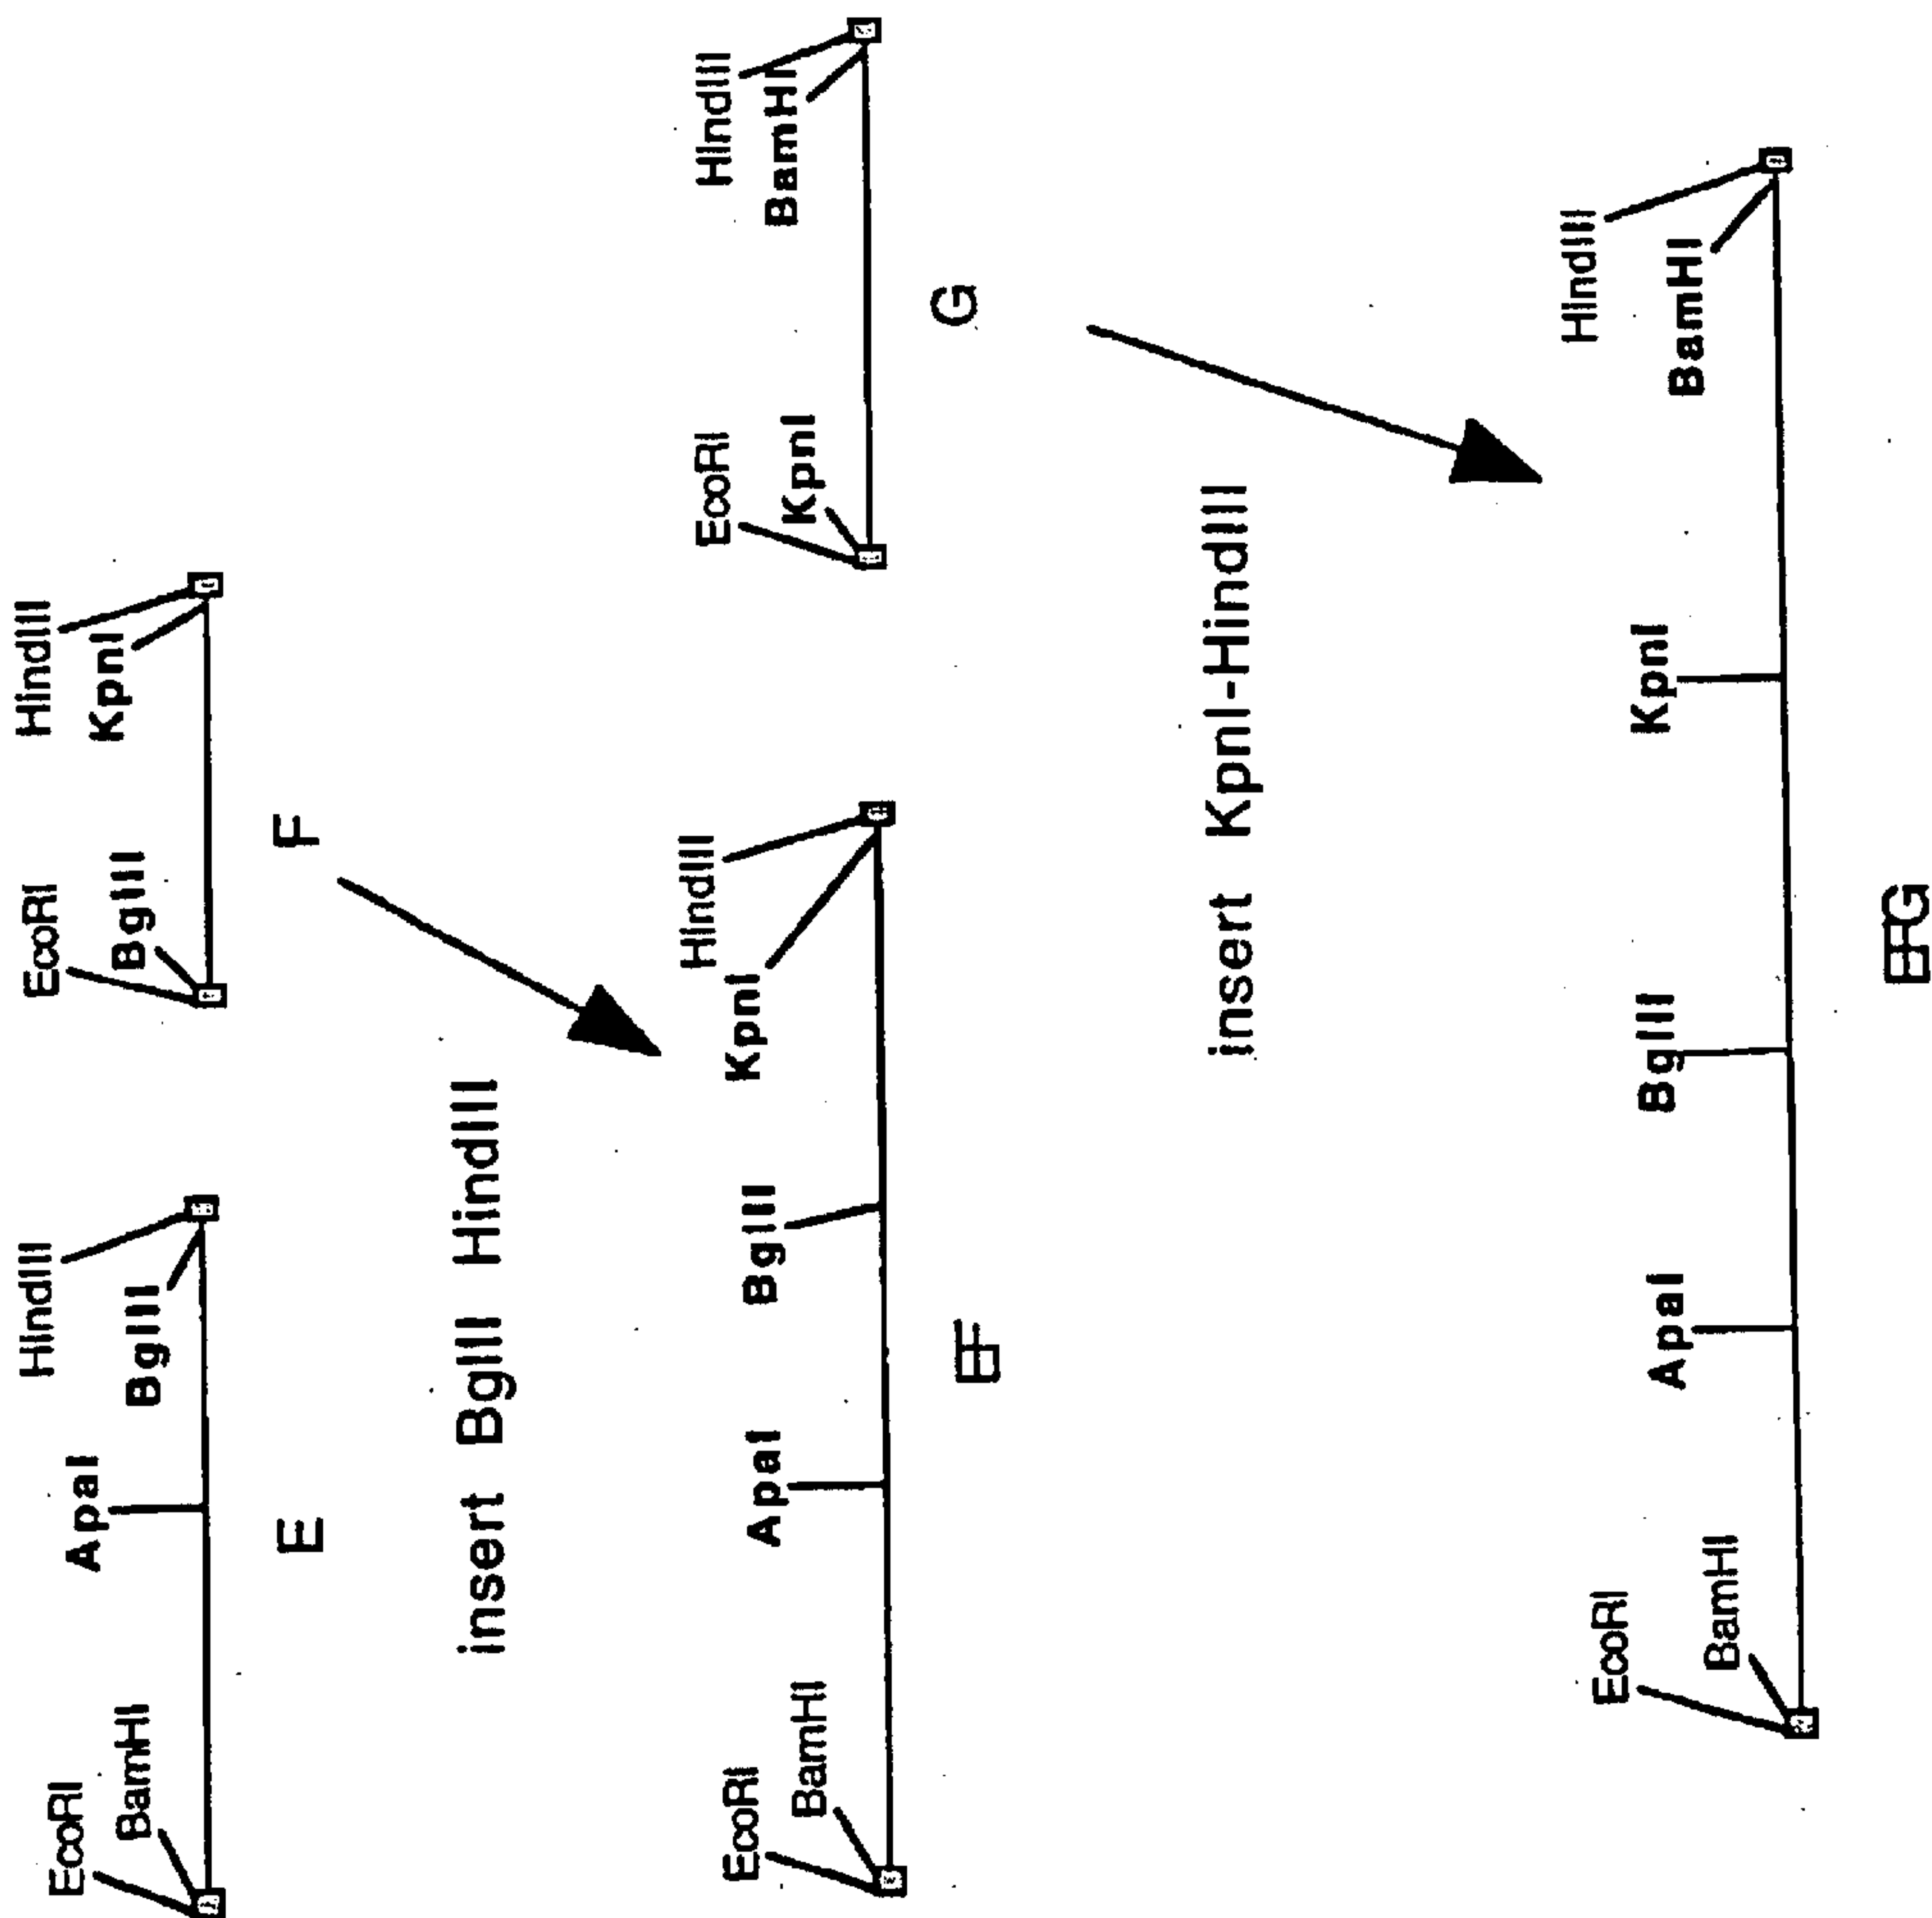 EcoRI
BamHI
ApaI
HindIII
BglII
E
EcoRI
BglII
HindIII
KpnI
F
insert BglII HindIII
EcoRI
BamHI
ApaI
BglII
HindIII
KpnI
EF
EcoRI
KpnI
HindIII
BamHI
G
insert KpnI-HindIII
EcoRI
BamHI
ApaI
BglII
KpnI
HindIII
BamHI
EFG